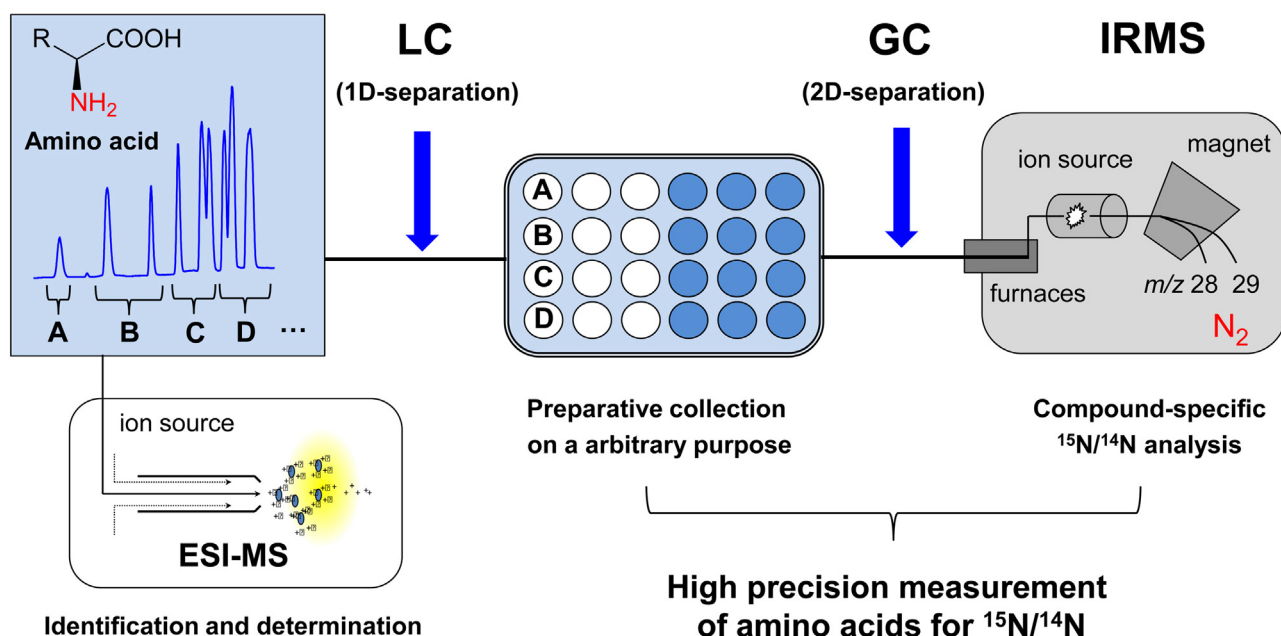 R
COOH
NH2
Amino acid
A
B
C
D
...
LC
(1D-separation)
GC
(2D-separation)
IRMS
A
B
C
D
ion source
magnet
furnaces
m/z 28 29
N2
ion source
ESI-MS
Identification and determination
Preparative collection
on a arbitrary purpose
Compound-specific
15N/14N analysis
High precision measurement
of amino acids for 15N/14N